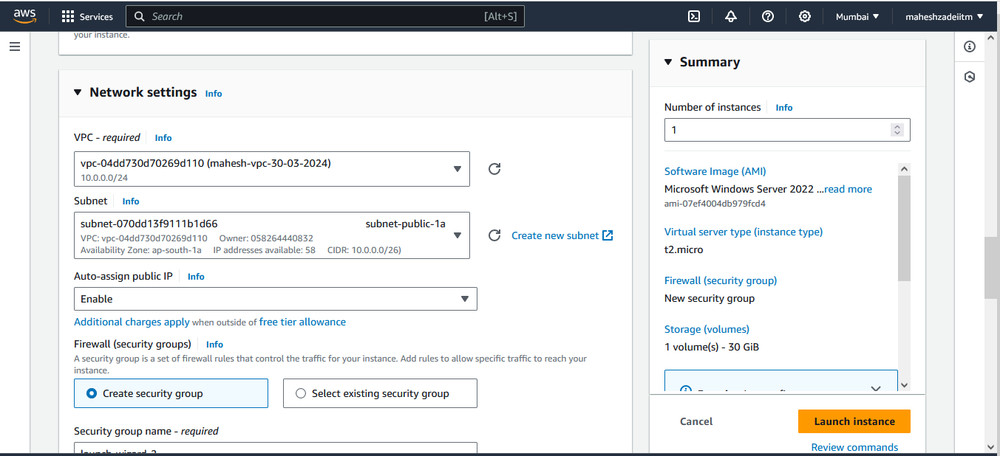 aws
Services
Search
[Alt+S]
Mumbai
maheshzadeiitm
your instance.
Network settings Info
VPC - required Info
vpc-04dd730d70269d110 (mahesh-vpc-30-03-2024)
10.0.0.0/24
Subnet Info
subnet-070dd13f9111b1d66 subnet-public-1a
VPC: vpc-04dd730d70269d110 Owner: 058264440832
Availability Zone: ap-south-1a IP addresses available: 58 CIDR: 10.0.0.0/26)
Create new subnet
Auto-assign public IP Info
Enable
Additional charges apply when outside of free tier allowance
Firewall (security groups) Info
A security group is a set of firewall rules that control the traffic for your instance. Add rules to allow specific traffic to reach your
instance.
Create security group
Select existing security group
Security group name - required
launch-wizard-2
Summary
Number of instances Info
1
Software Image (AMI)
Microsoft Windows Server 2022 ...read more
ami-07ef4004db979fcd4
Virtual server type (instance type)
t2.micro
Firewall (security group)
New security group
Storage (volumes)
1 volume(s) - 30 GiB
Cancel
Launch instance
Review commands